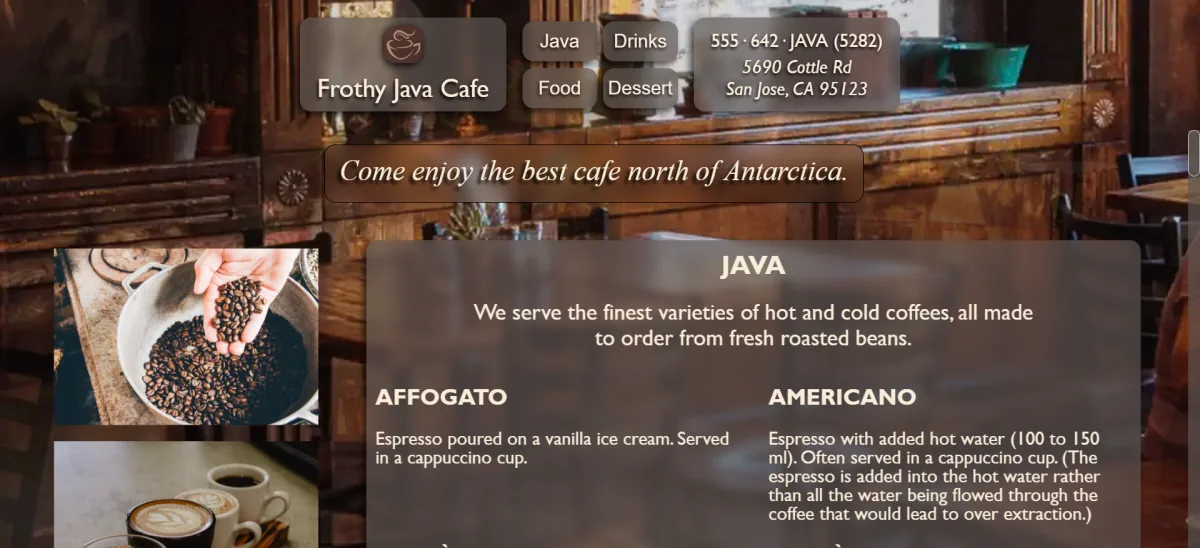 Frothy Java Cafe
Java
Drinks
Food
Dessert
555 · 642 · JAVA (5282)
5690 Cottle Rd
San Jose, CA 95123
Come enjoy the best cafe north of Antarctica.
JAVA
We serve the finest varieties of hot and cold coffees, all made
to order from fresh roasted beans.
AFFOGATO
Espresso poured on a vanilla ice cream. Served
in a cappuccino cup.
AMERICANO
Espresso with added hot water (100 to 150
ml). Often served in a cappuccino cup. (The
espresso is added into the hot water rather
than all the water being flowed through the
coffee that would lead to over extraction.)